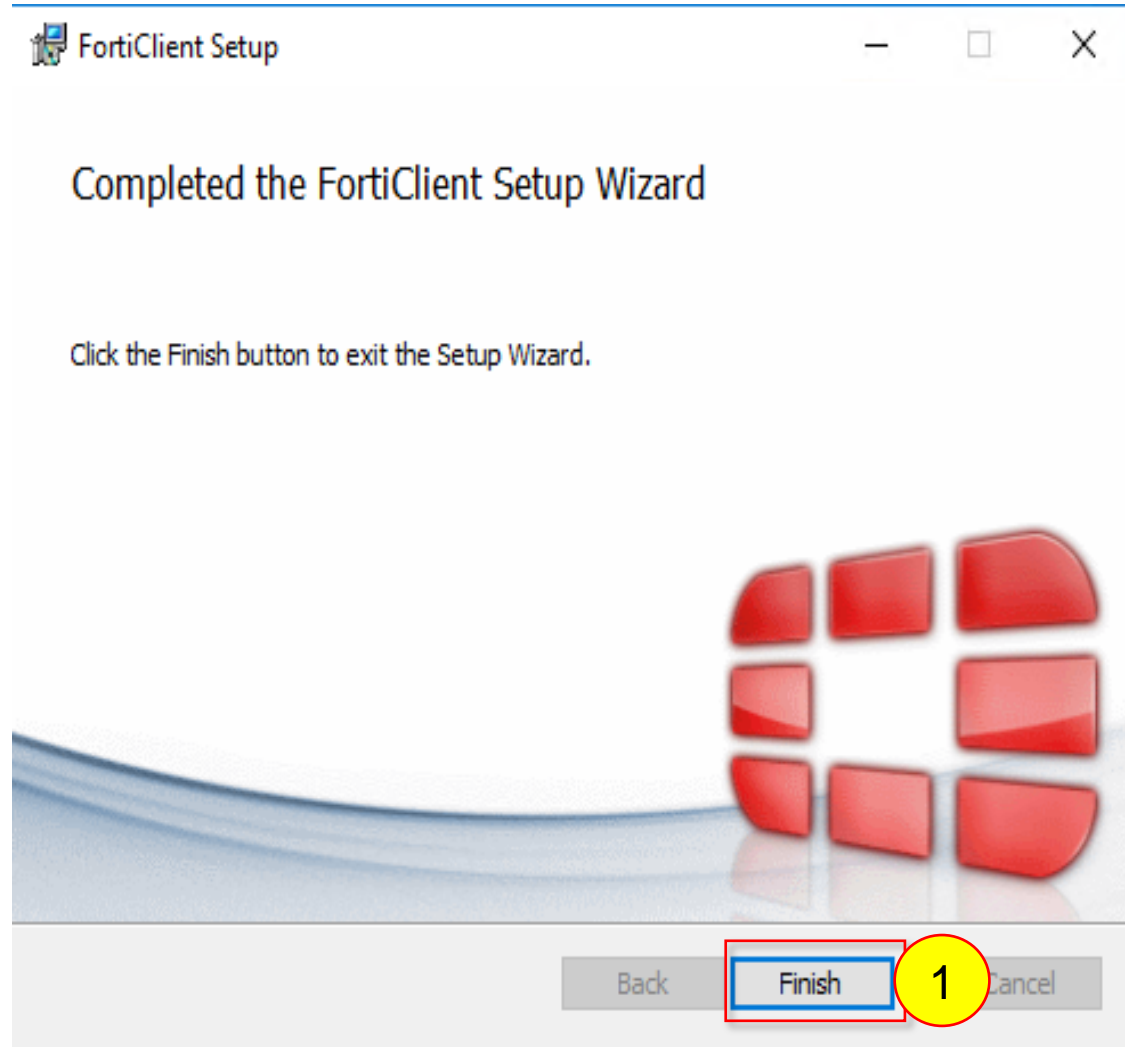 FortiClient Setup
Completed the FortiClient Setup Wizard
Click the Finish button to exit the Setup Wizard.
Back Finish 1 Cancel